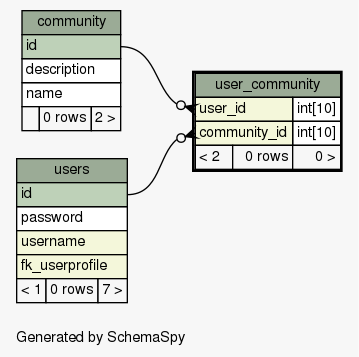 community
id
description
name
0 rows 2 >
user_community
user_id int[10]
community_id int[10]
< 2 0 rows 0 >
users
id
password
username
fk_userprofile
< 1 0 rows 7 >
Generated by SchemaSpy